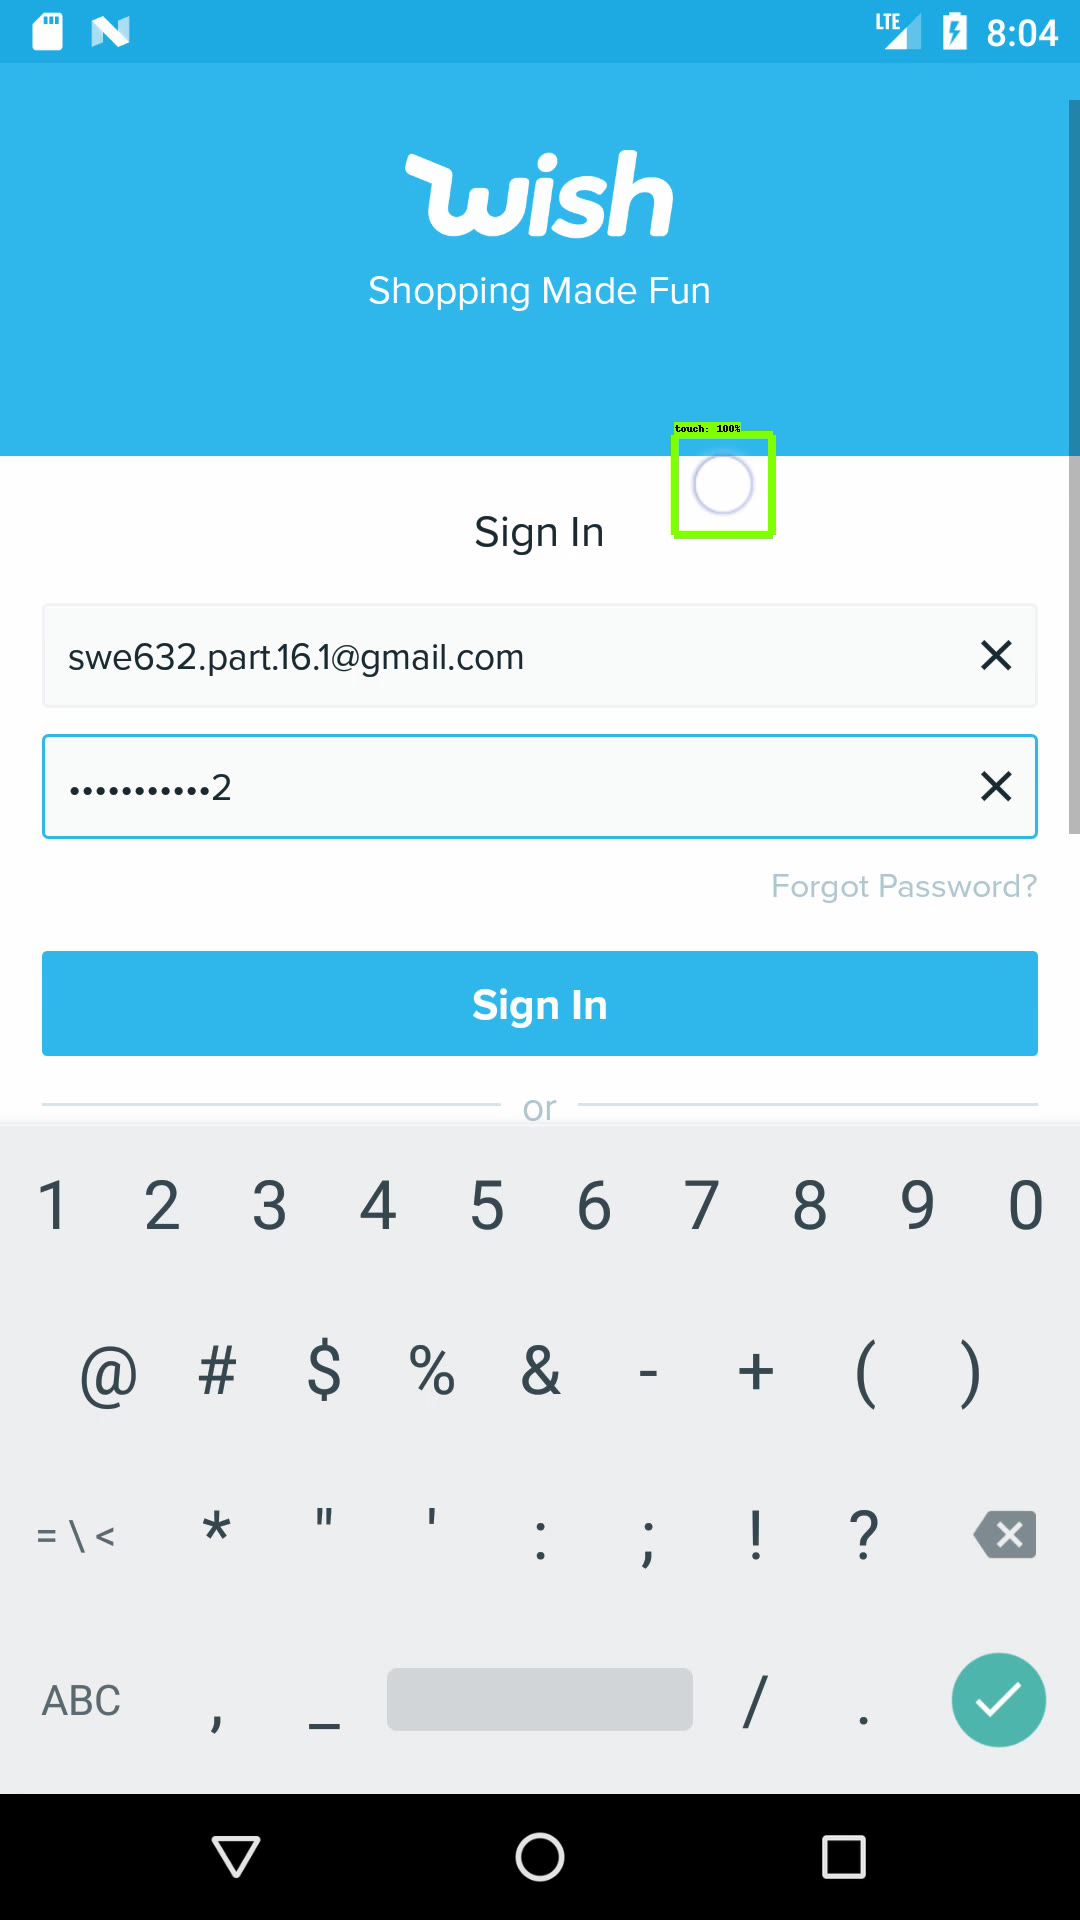 LTE 8:04
wish
Shopping Made Fun
touch: 100%
Sign In
swe632.part.16.1@gmail.com
•••••••••••2
Forgot Password?
Sign In
or
1 2 3 4 5 6 7 8 9 0
@ # $ % & - + ( )
= \ < * " ' : ; ! ?
ABC , _ / .